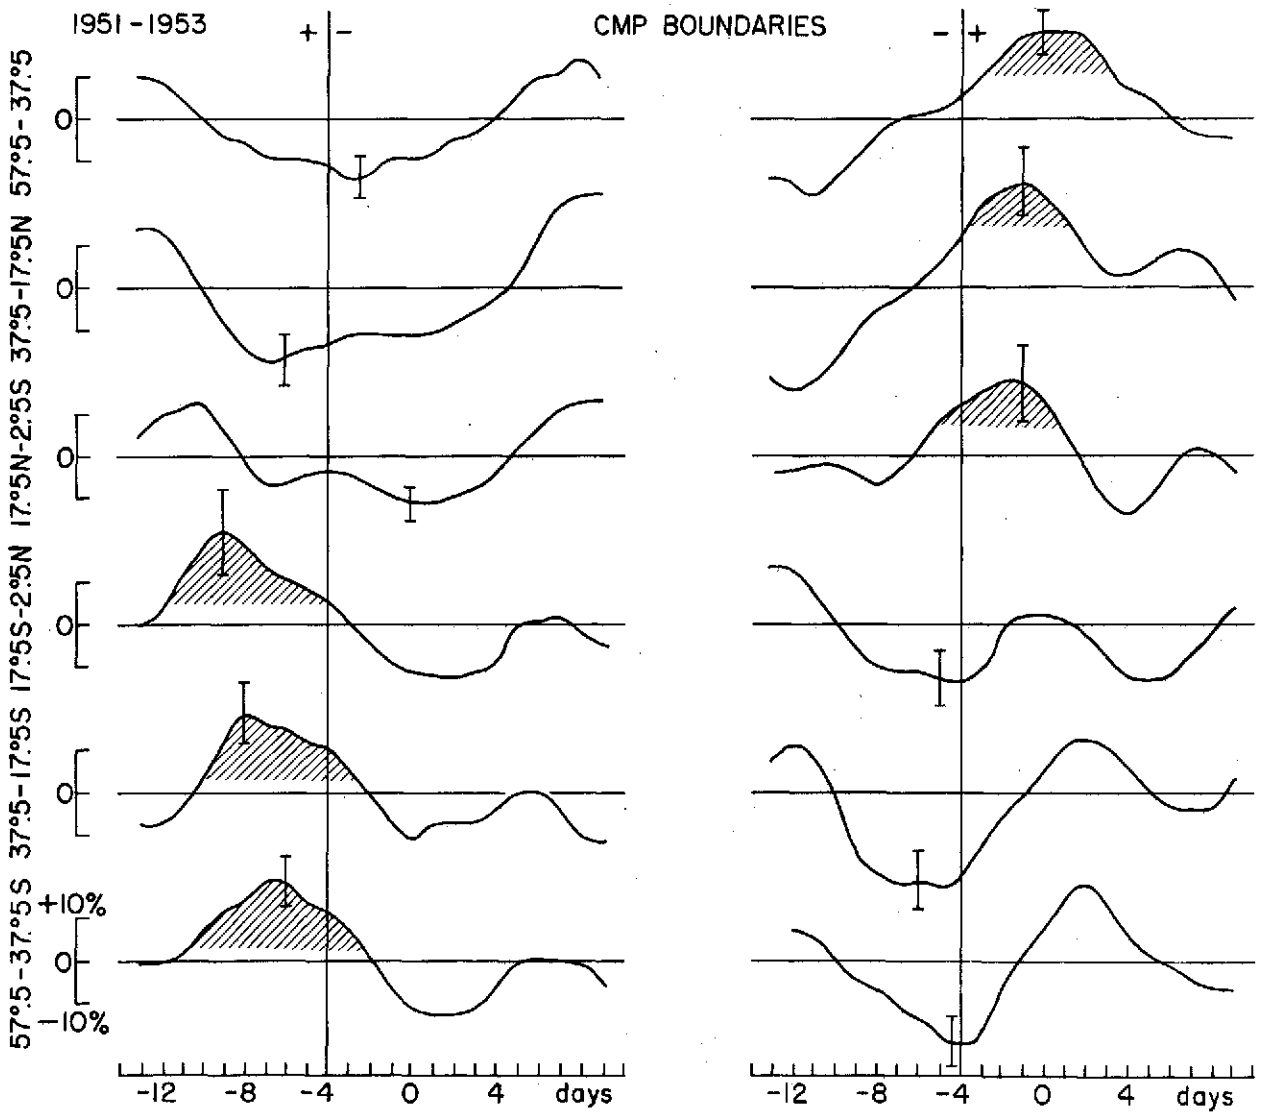 1951-1953
CMP BOUNDARIES
+ -
- +
57°.5-37°.5
0
37°.5-17°.5N
0
17°.5N-2°.5S
0
17°.5S-2°.5N
0
37°.5-17°.5S
0
57°.5-37°.5S
+10%
0
-10%
-12 -8 -4 0 days
-12 -8 -4 0 4 days